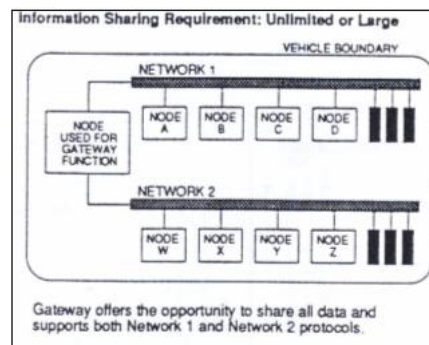 Information Sharing Requirement: Unlimited or Large
VEHICLE BOUNDARY
NETWORK 1
NODE
USED FOR
GATEWAY
FUNCTION
NODE
A
NODE
B
NODE
C
NODE
D
NETWORK 2
NODE
W
NODE
X
NODE
Y
NODE
Z
Gateway offers the opportunity to share all data and
supports both Network 1 and Network 2 protocols.